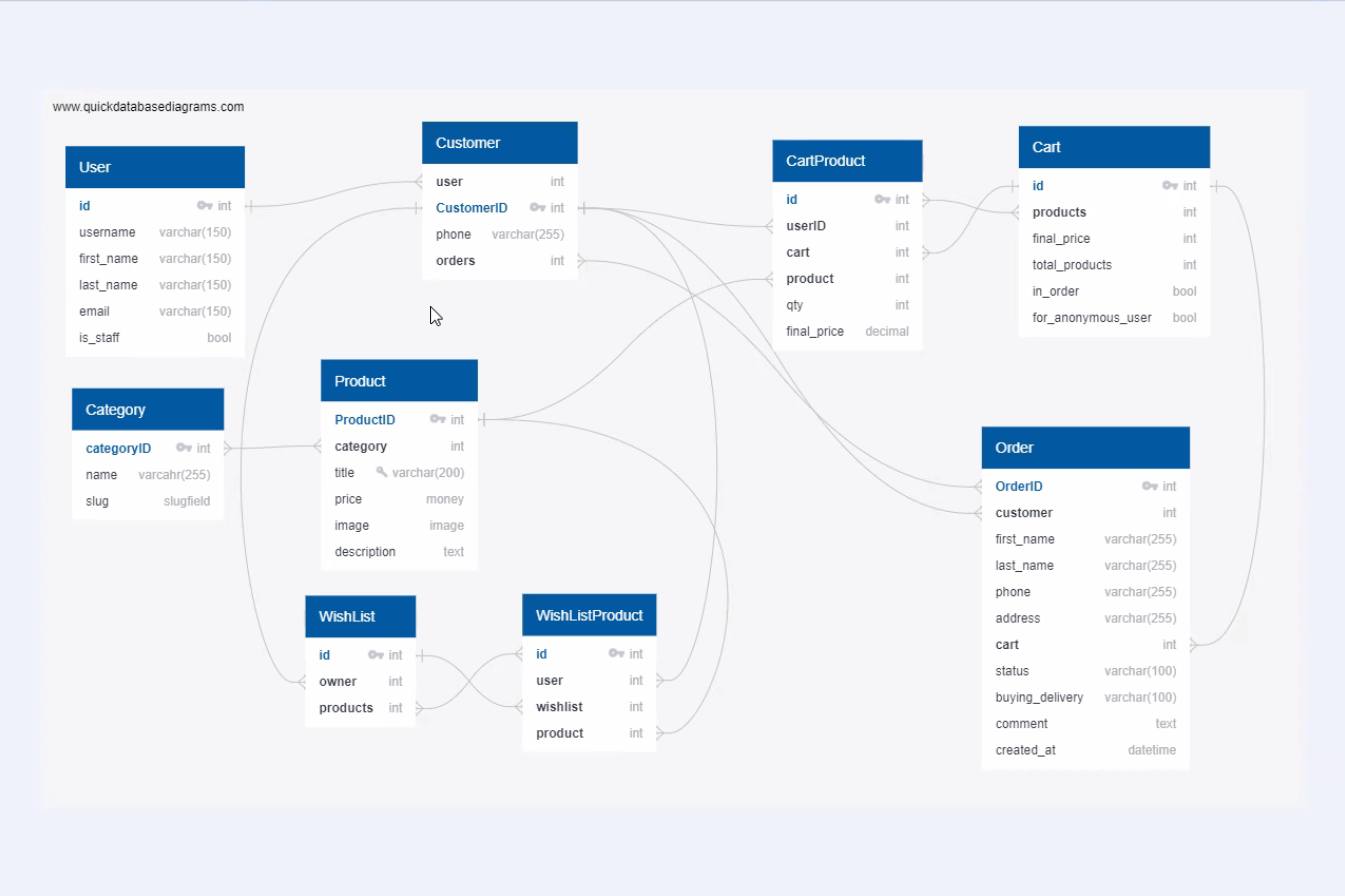 www.quickdatabasediagrams.com
User
id int
username varchar(150)
first_name varchar(150)
last_name varchar(150)
email varchar(150)
is_staff bool
Customer
user int
CustomerID int
phone varchar(255)
orders int
CartProduct
id int
userID int
cart int
product int
qty int
final_price decimal
Cart
id int
products int
final_price int
total_products int
in_order bool
for_anonymous_user bool
Category
categoryID int
name varcahr(255)
slug slugfield
Product
ProductID int
category int
title varchar(200)
price money
image image
description text
Order
OrderID int
customer int
first_name varchar(255)
last_name varchar(255)
phone varchar(255)
address varchar(255)
cart int
status varchar(100)
buying_delivery varchar(100)
comment text
created_at datetime
WishList
id int
owner int
products int
WishListProduct
id int
user int
wishlist int
product int